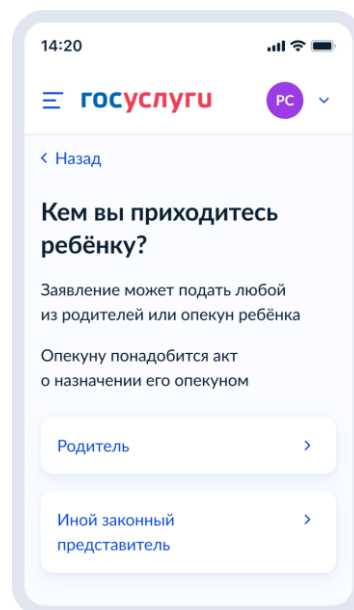 14:20
госуслуги
РС
Назад
Кем вы приходитесь
ребёнку?
Заявление может подать любой
из родителей или опекун ребёнка
Опекуну понадобится акт
о назначении его опекуном
Родитель
Иной законный
представитель